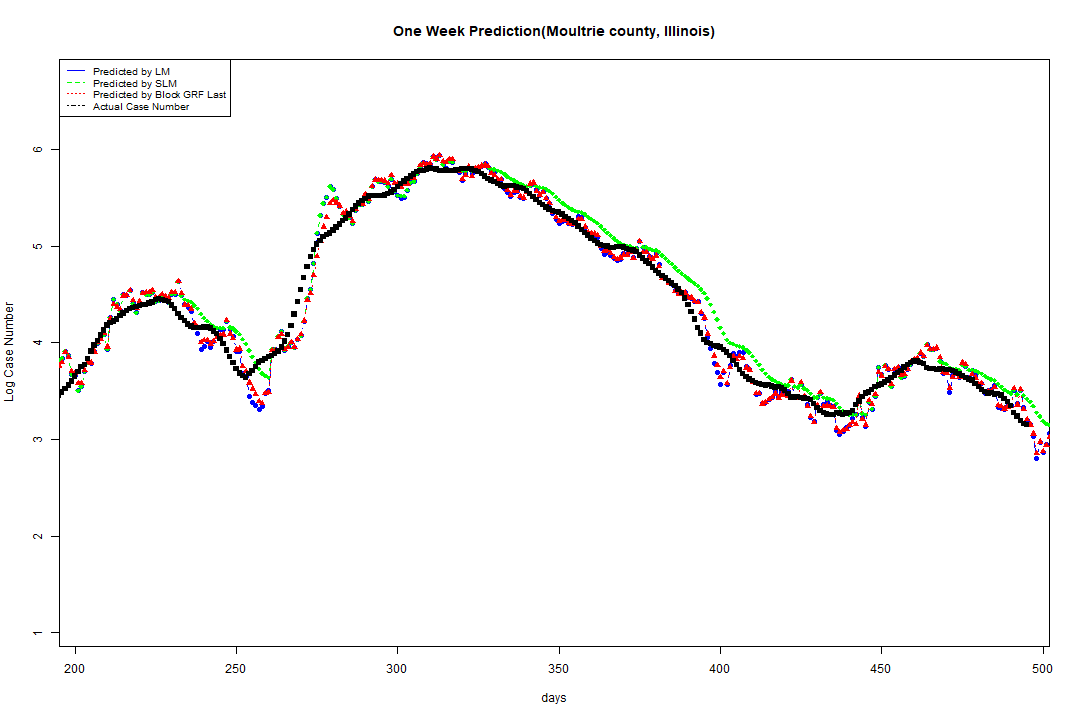 One Week Prediction(Moultrie county, Illinois)
Predicted by LM
Predicted by SLM
Predicted by Block GRF Last
Actual Case Number
Log Case Number
6
5
4
3
2
1
200 250 300 350 400 450 500
days